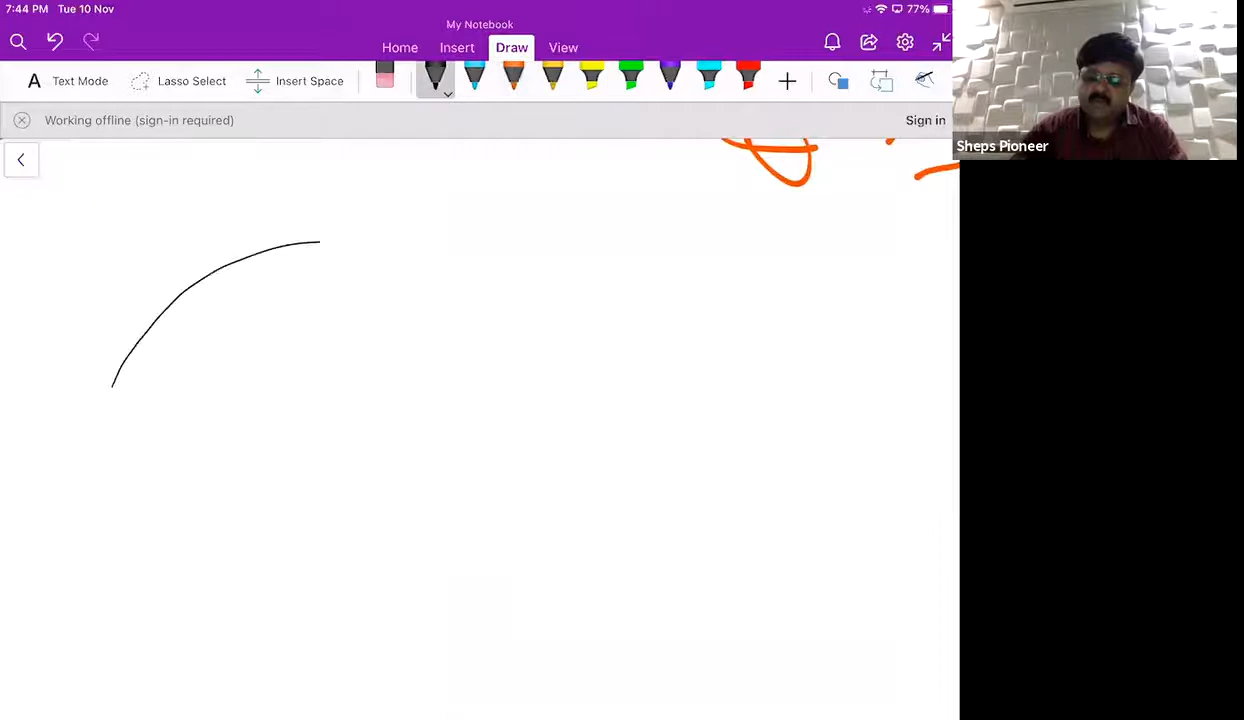 7:44 PM Tue 10 Nov
77%
My Notebook
Home Insert Draw View
A Text Mode Lasso Select Insert Space
Working offline (sign-in required)
Sign in
Sheps Pioneer